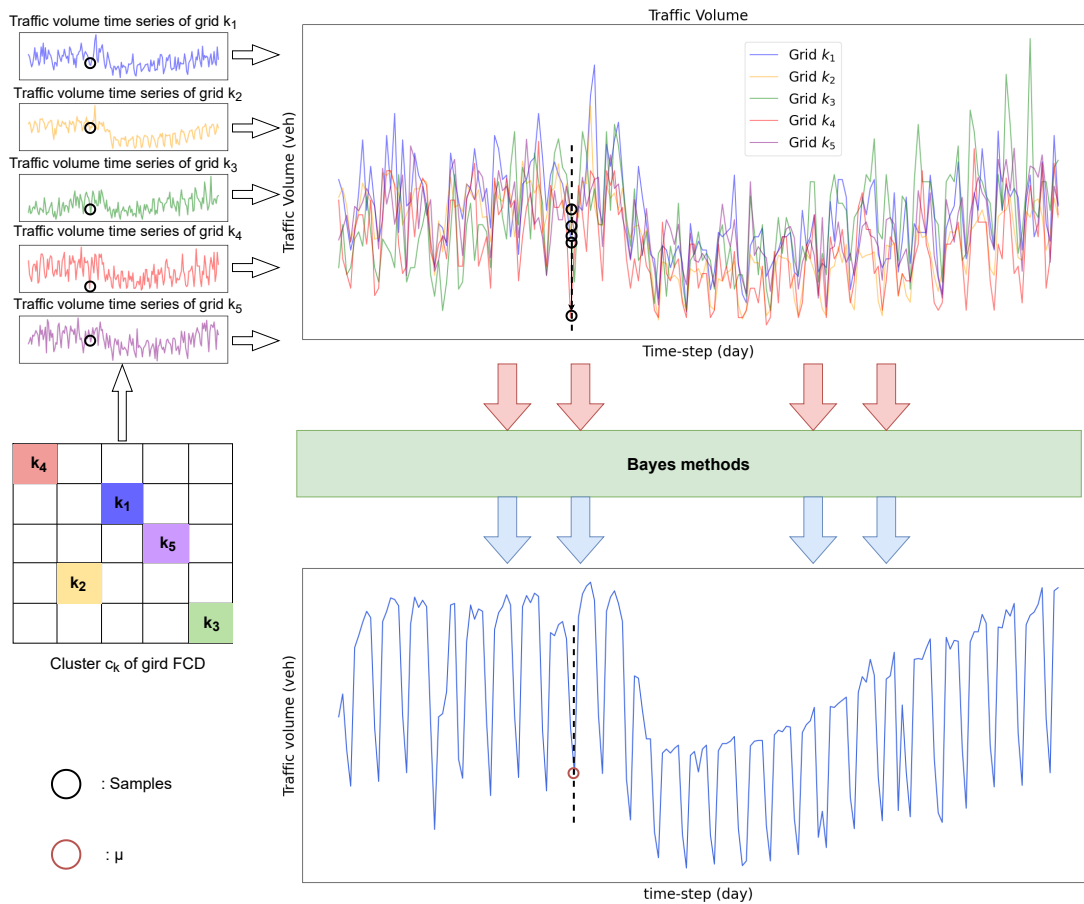 Traffic volume time series of grid k1
Traffic volume time series of grid k2
Traffic volume time series of grid k3
Traffic volume time series of grid k4
Traffic volume time series of grid k5
Traffic Volume
Traffic Volume (veh)
Grid k1
Grid k2
Grid k3
Grid k4
Grid k5
Time-step (day)
k4
k1
k5
k2
k3
Cluster ck of gird FCD
Bayes methods
Traffic volume (veh)
time-step (day)
: Samples
: μ